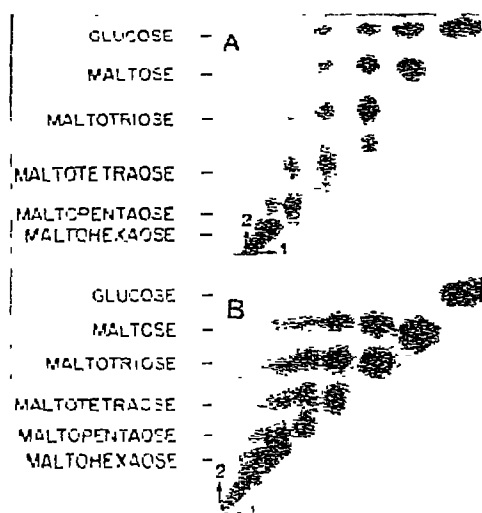 GLUCOSE – A
MALTOSE –
MALTOTRIOSE –
MALTOTETRAOSE –
MALTOPENTAOSE –
MALTOHEXAOSE –
2
1
GLUCOSE – B
MALTOSE –
MALTOTRIOSE –
MALTOTETRAOSE –
MALTOPENTAOSE –
MALTOHEXAOSE –
2
1